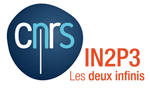 cnrs
IN2P3
Les deux infinis